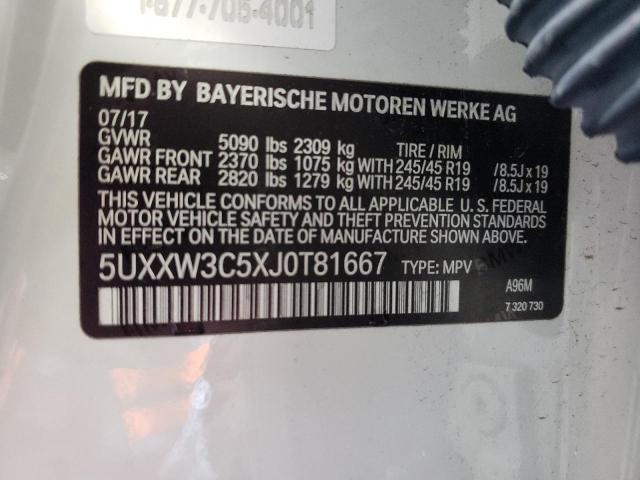 MFD BY BAYERISCHE MOTOREN WERKE AG
07/17
GVWR 5090 lbs 2309 kg TIRE / RIM
GAWR FRONT 2370 lbs 1075 kg WITH 245/45 R19 /8.5J x 19
GAWR REAR 2820 lbs 1279 kg WITH 245/45 R19 /8.5J x 19
THIS VEHICLE CONFORMS TO ALL APPLICABLE U. S. FEDERAL
MOTOR VEHICLE SAFETY AND THEFT PREVENTION STANDARDS
IN EFFECT ON THE DATE OF MANUFACTURE SHOWN ABOVE.
5UXXW3C5XJ0T81667 TYPE: MPV
A96M
7 320 730